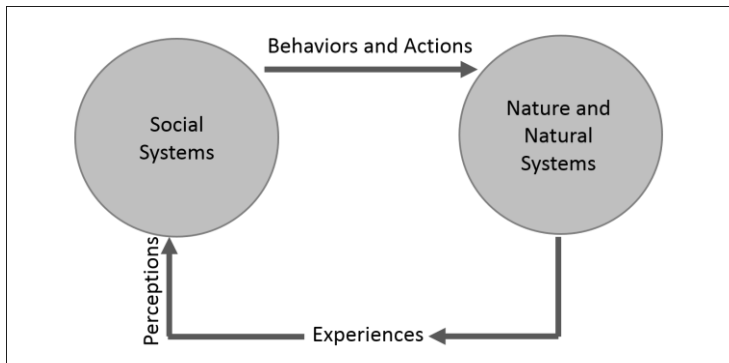 Behaviors and Actions
Social
Systems
Nature and
Natural
Systems
Perceptions
Experiences